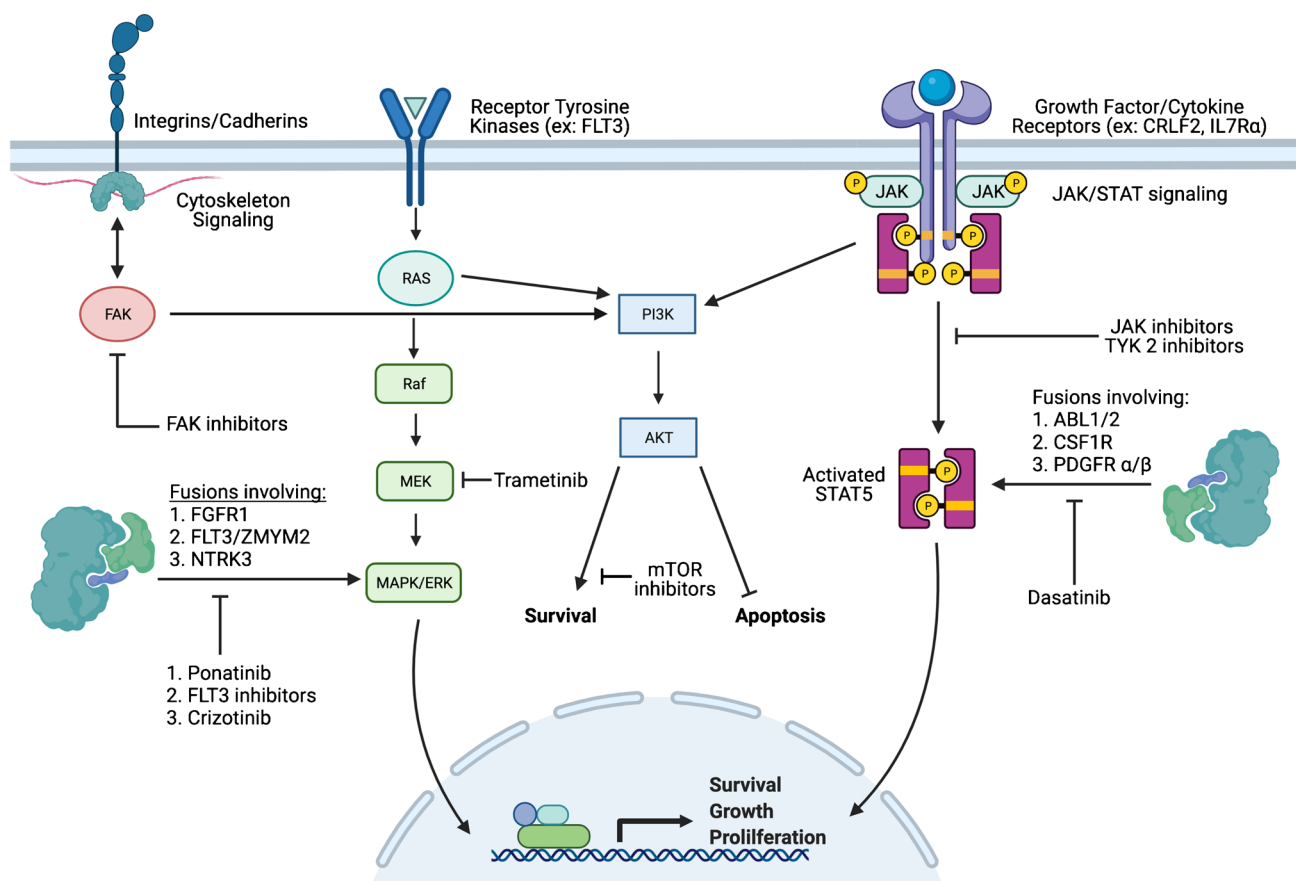 Integrins/Cadherins
Receptor Tyrosine
Kinases (ex: FLT3)
Growth Factor/Cytokine
Receptors (ex: CRLF2, IL7Rα)
Cytoskeleton
Signaling
P
JAK
JAK
P
JAK/STAT signaling
P
P
P
P
RAS
FAK
PI3K
JAK inhibitors
TYK 2 inhibitors
Raf
FAK inhibitors
AKT
Fusions involving:
1. ABL1/2
2. CSF1R
3. PDGFR α/β
Activated
STAT5
P
P
MEK
Trametinib
Fusions involving:
1. FGFR1
2. FLT3/ZMYM2
3. NTRK3
MAPK/ERK
mTOR
inhibitors
Survival
Apoptosis
Dasatinib
1. Ponatinib
2. FLT3 inhibitors
3. Crizotinib
Survival
Growth
Prolilferation